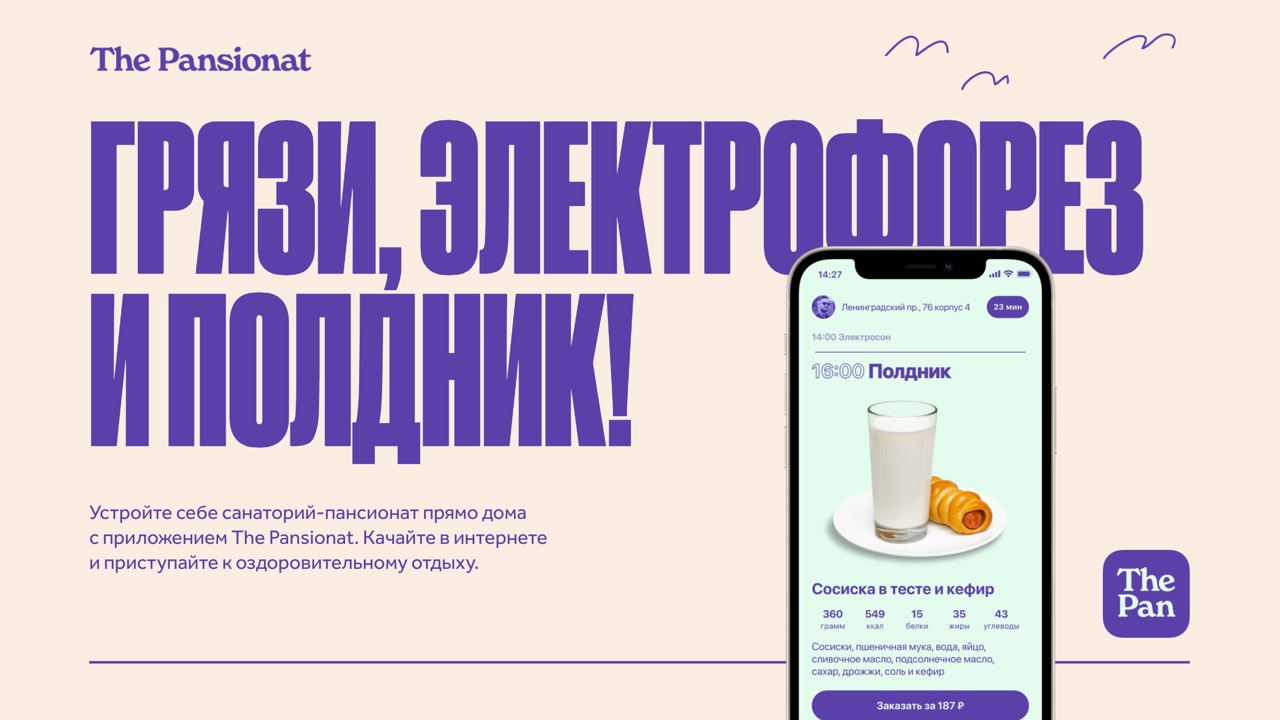 The Pansionat
ГРЯЗИ, ЭЛЕКТРОФОРЕЗ
И ПОЛДНИК!
Устройте себе санаторий-пансионат прямо дома
с приложением The Pansionat. Качайте в интернете
и приступайте к оздоровительному отдыху.
14:27
Ленинградский пр., 76 корпус 4
23 мин
14:00 Электросон
16:00 Полдник
Сосиска в тесте и кефир
360 549 15 35 43
грамм ккал белки жиры углеводы
Сосиски, пшеничная мука, вода, яйцо,
сливочное масло, подсолнечное масло,
сахар, дрожжи, соль и кефир
Заказать за 187 ₽
The
Pan